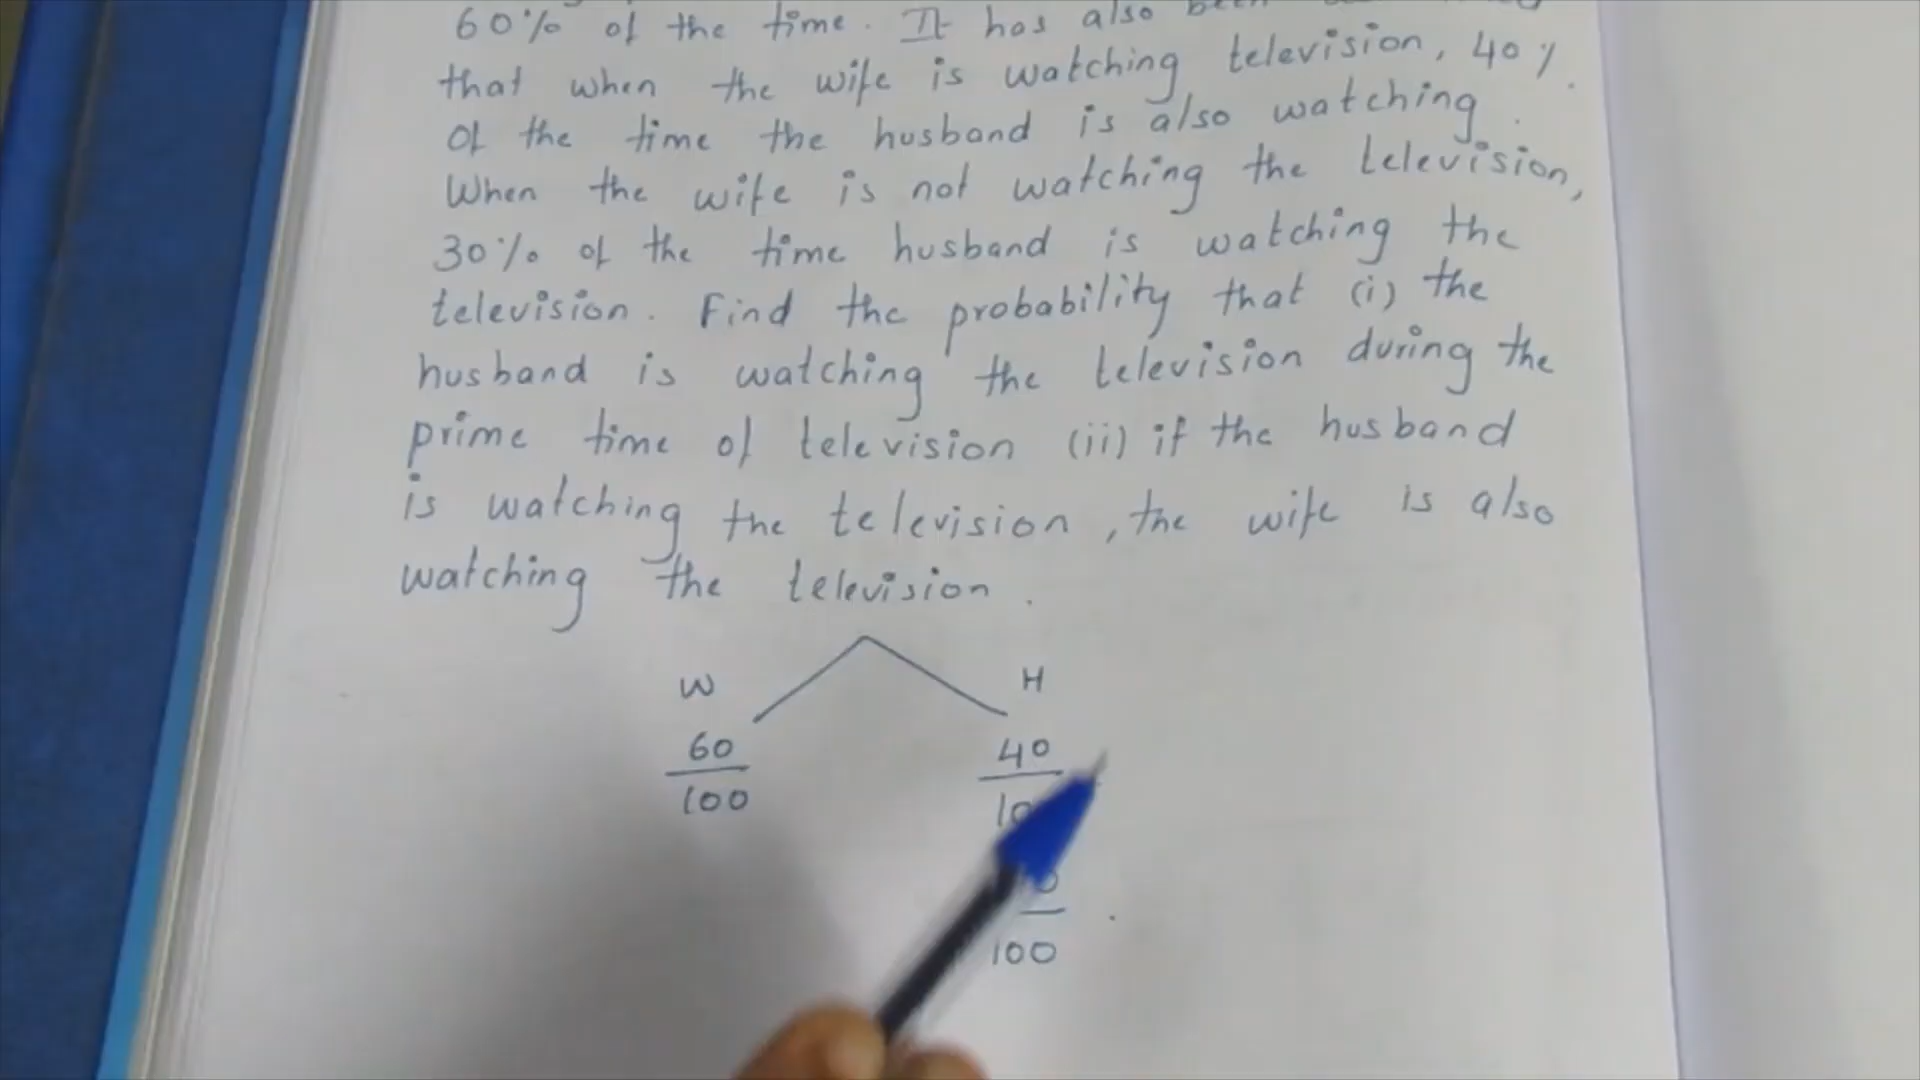 60% of the time. It has also
that when the wife is watching television, 40%
of the time the husband is also watching.
When the wife is not watching the television,
30% of the time husband is watching the
television. Find the probability that (i) the
husband is watching the television during the
prime time of television (ii) if the husband
is watching the television, the wife is also
watching the television.
W H
60 40
100
100